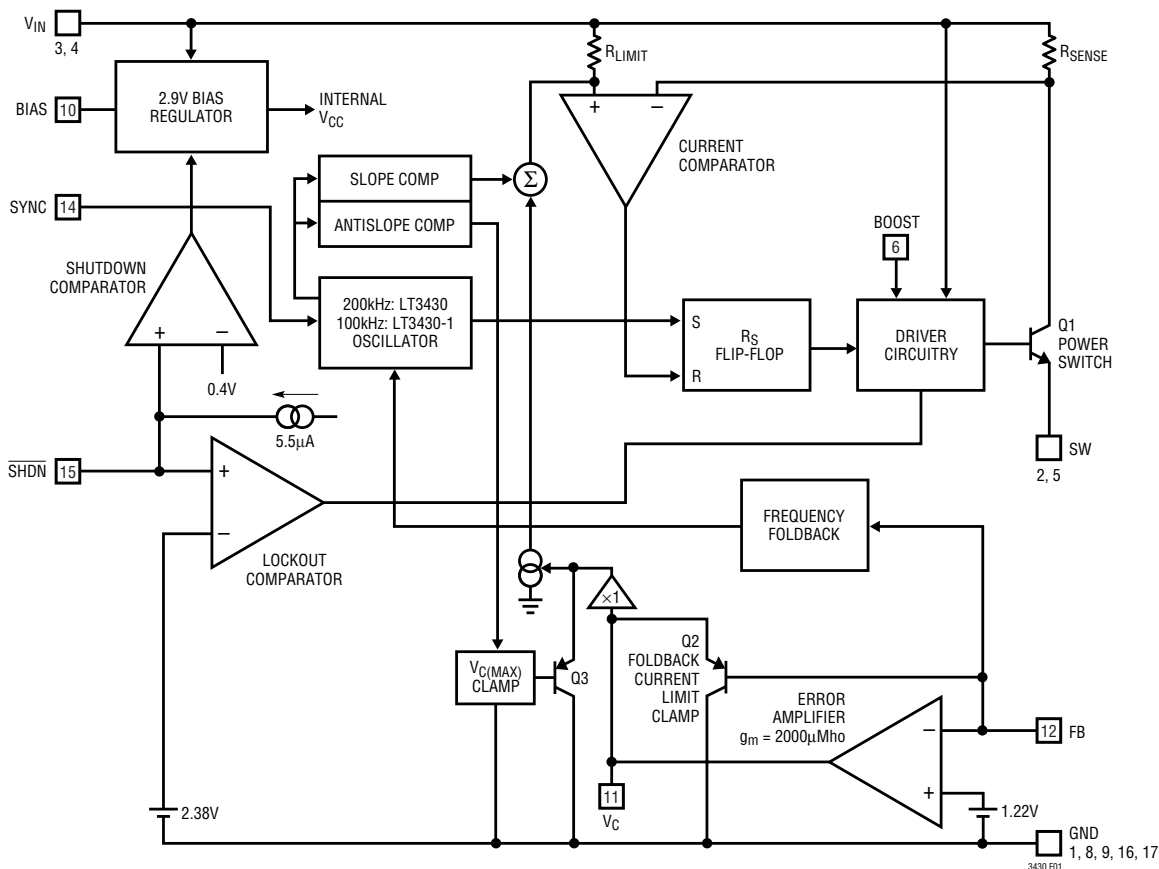 VIN
3, 4
RLIMIT
RSENSE
2.9V BIAS
REGULATOR
INTERNAL
VCC
BIAS
10
+
−
CURRENT
COMPARATOR
SLOPE COMP
Σ
ANTISLOPE COMP
SYNC
14
BOOST
6
SHUTDOWN
COMPARATOR
+
−
0.4V
200kHz: LT3430
100kHz: LT3430-1
OSCILLATOR
S
RS
FLIP-FLOP
R
DRIVER
CIRCUITRY
Q1
POWER
SWITCH
5.5µA
SHDN
15
SW
2, 5
+
−
LOCKOUT
COMPARATOR
FREQUENCY
FOLDBACK
×1
VC(MAX)
CLAMP
Q3
Q2
FOLDBACK
CURRENT
LIMIT
CLAMP
ERROR
AMPLIFIER
gm = 2000µMho
−
+
12
FB
11
VC
2.38V
1.22V
GND
1, 8, 9, 16, 17
3430 F01